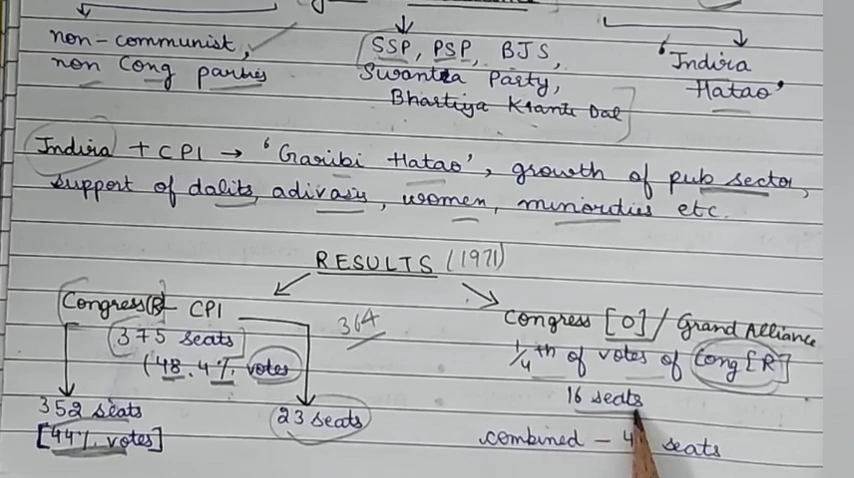 non-communist,
non Cong parties
SSP, PSP, BJS,
Swantra Party,
Bhartiya Kranti Dal
'Indira
Hatao'
Indira + CPI → 'Garibi Hatao', growth of pub sector,
support of dalits, adivasis, women, minorities etc.
RESULTS (1971)
Congress(R)- CPI
375 seats
(48.4% votes
364
352 seats
[44% votes]
23 seats
Congress [O] / Grand Alliance
1/4th of votes of Cong[R]
16 seats
combined - seats